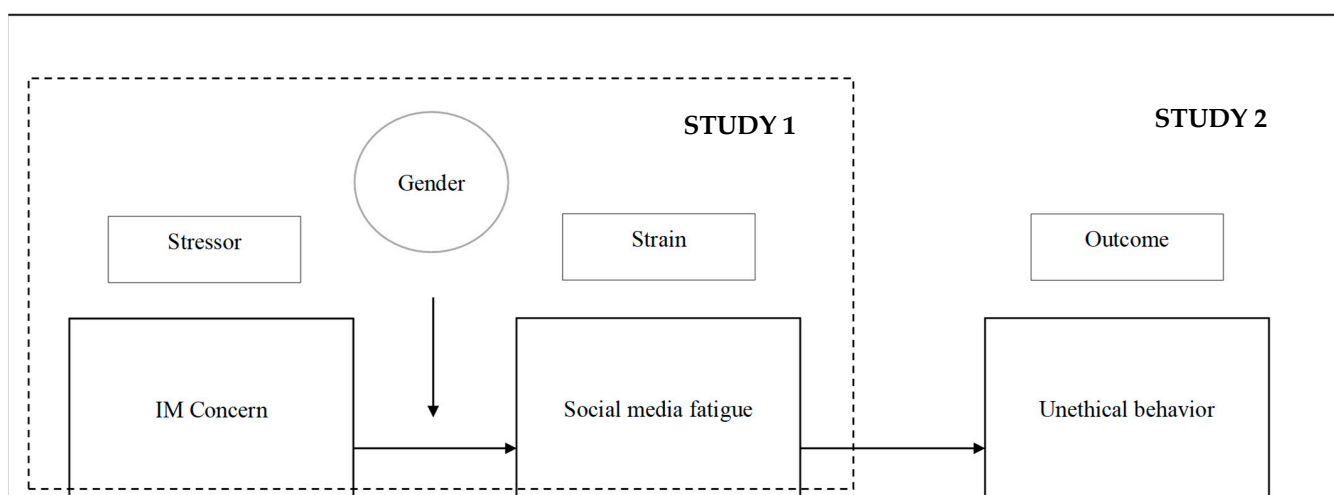 STUDY 1
STUDY 2
Gender
Stressor
Strain
Outcome
IM Concern
Social media fatigue
Unethical behavior